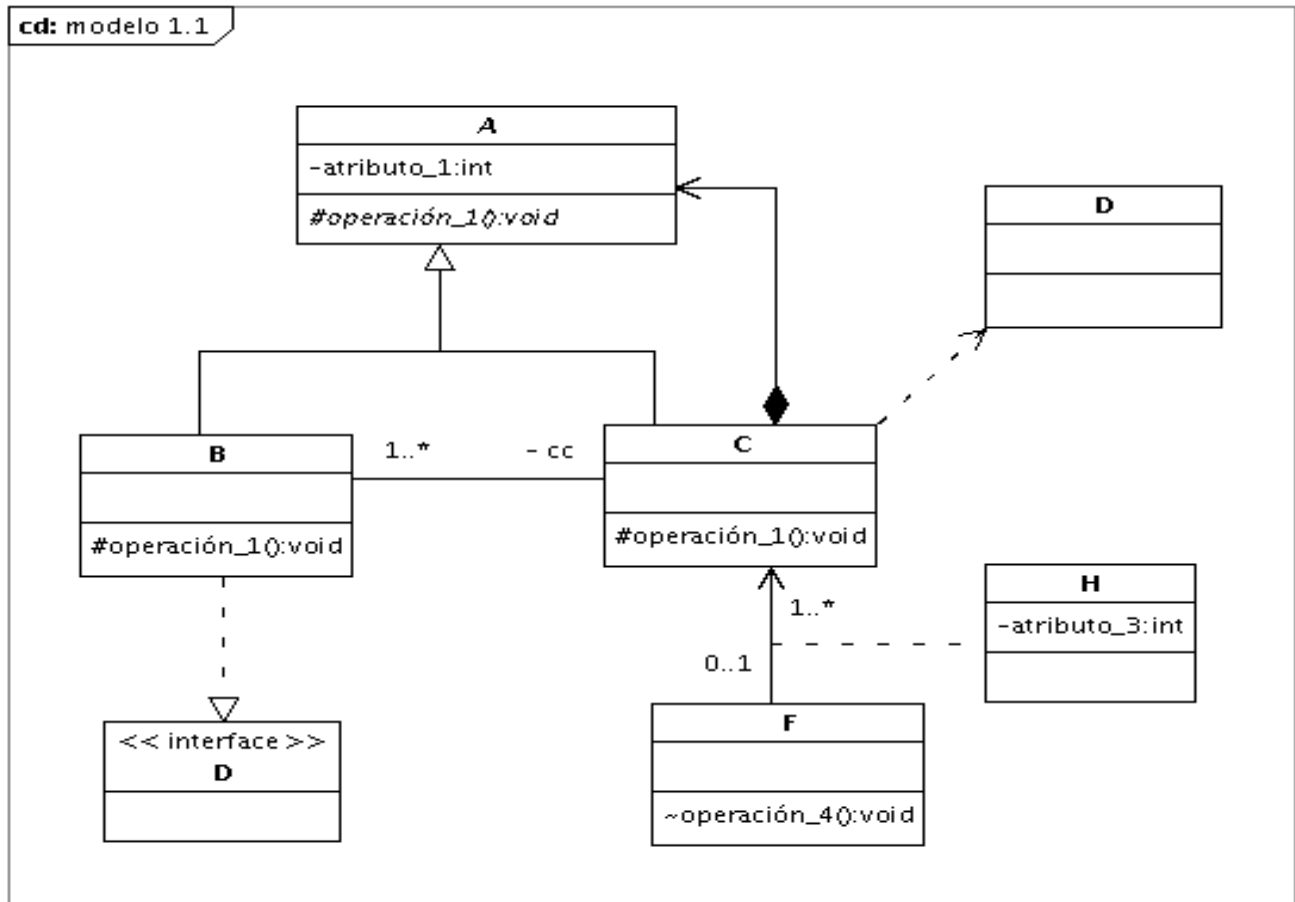 cd: modelo 1.1
A
-atributo_1:int
#operación_1():void
D
B
#operación_1():void
1..*
- cc
C
#operación_1():void
1..*
0..1
H
-atributo_3:int
<< interface >>
D
F
~operación_4():void